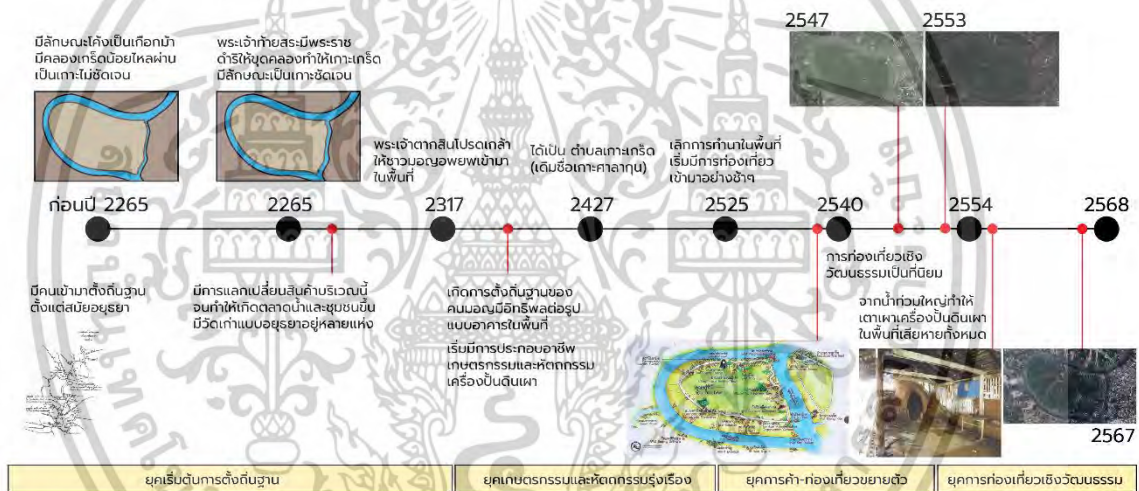 มีลักษณะโค้งเป็นเกือกม้า
มีคลองเกร็ดน้อยไหลผ่าน
เป็นเกาะไม่ชัดเจน
พระเจ้าท้ายสระมีพระราช
ดำริให้ขุดคลองทำให้เกาะเกร็ด
มีลักษณะเป็นเกาะชัดเจน
พระเจ้าตากสินโปรดเกล้า
ให้ชาวมอญอพยพเข้ามา
ในพื้นที่
ได้เป็น ตำบลเกาะเกร็ด
(เดิมชื่อเกาะศาลากุน)
เลิกการทำนาในพื้นที่
เริ่มมีการท่องเที่ยว
เข้ามาอย่างช้าๆ
2547
2553
ก่อนปี 2265
2265
2317
2427
2525
2540
2554
2568
มีคนเข้ามาตั้งถิ่นฐาน
ตั้งแต่สมัยอยุธยา
มีการแลกเปลี่ยนสินค้าบริเวณนี้
จนทำให้เกิดตลาดน้ำและชุมชนขึ้น
มีวัดเก่าแบบอยุธยาอยู่หลายแห่ง
เกิดการตั้งถิ่นฐานของ
คนมอญมีอิทธิพลต่อรูป
แบบอาคารในพื้นที่
เริ่มมีการประกอบอาชีพ
เกษตรกรรมและหัตถกรรม
เครื่องปั้นดินเผา
การท่องเที่ยวเชิง
วัฒนธรรมเป็นที่นิยม
จากน้ำท่วมใหญ่ทำให้
เตาเผาเครื่องปั้นดินเผา
ในพื้นที่เสียหายทั้งหมด
2567
ยุคเริ่มต้นการตั้งถิ่นฐาน
ยุคเกษตรกรรมและหัตถกรรมรุ่งเรือง
ยุคการค้า-ท่องเที่ยวขยายตัว
ยุคการท่องเที่ยวเชิงวัฒนธรรม